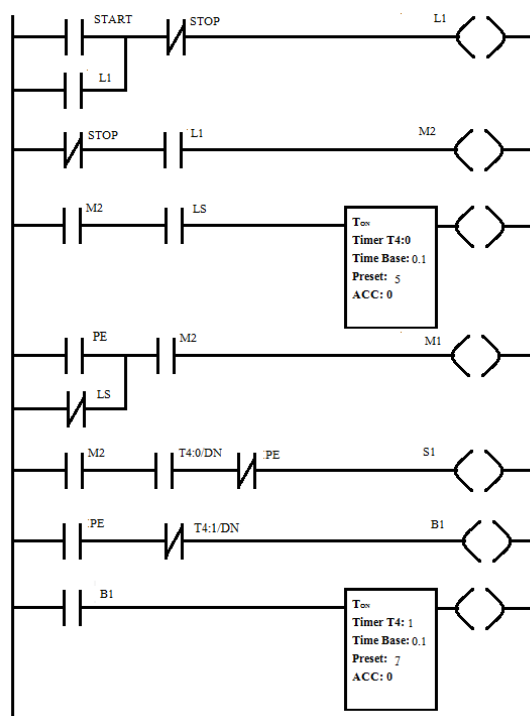 START STOP L1
L1
STOP L1 M2
M2 LS
TON
Timer T4:0
Time Base: 0.1
Preset: 5
ACC: 0
PE M2 M1
LS
M2 T4:0/DN PE S1
PE T4:1/DN B1
B1
TON
Timer T4: 1
Time Base: 0.1
Preset: 7
ACC: 0